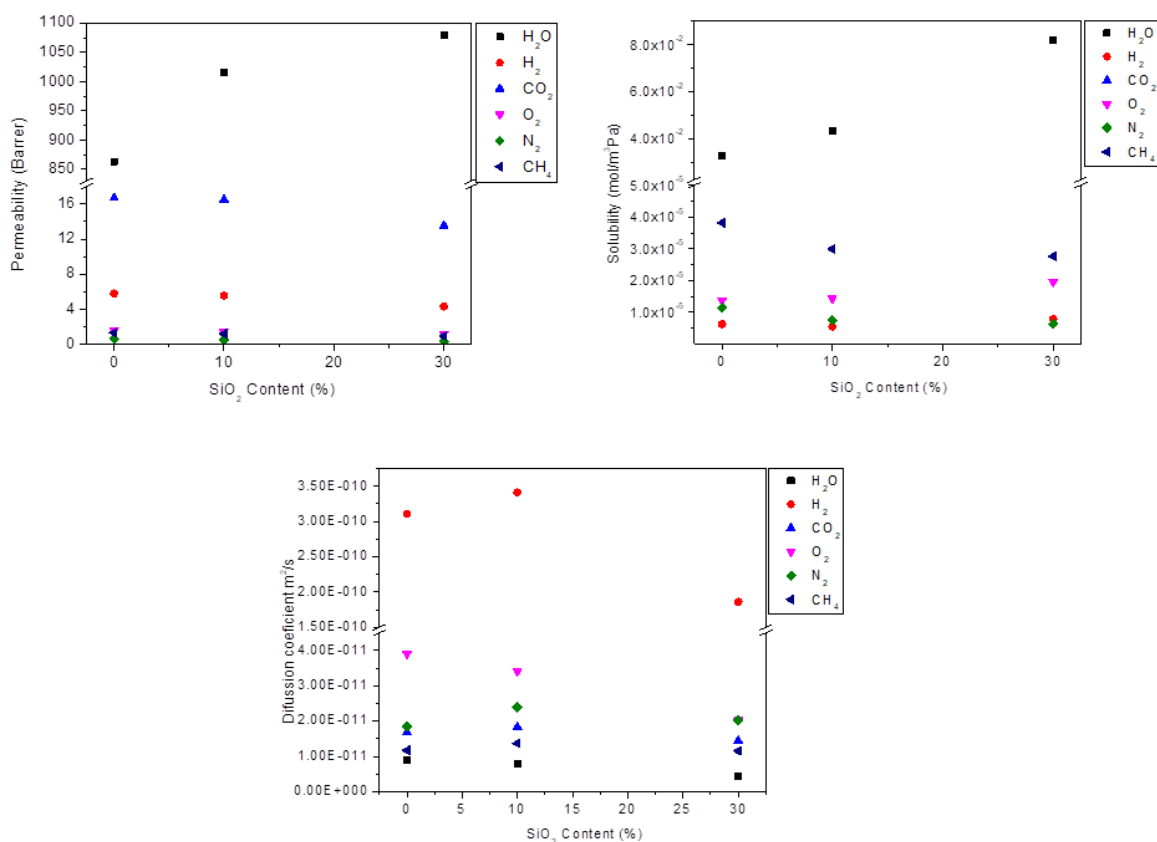 1100
1050
1000
950
900
850
16
12
8
4
0
Permeability (Barrer)
0 10 20 30
SiO2 Content (%)
H2O
H2
CO2
O2
N2
CH4
8.0x10-2
6.0x10-2
4.0x10-2
5.0x10-5
4.0x10-5
3.0x10-5
2.0x10-5
1.0x10-5
Solubility (mol/m3Pa)
0 10 20 30
SiO2 Content (%)
H2O
H2
CO2
O2
N2
CH4
3.50E-010
3.00E-010
2.50E-010
2.00E-010
1.50E-010
4.00E-011
3.00E-011
2.00E-011
1.00E-011
0.00E+000
Difussion coeficient m2/s
0 5 10 15 20 25 30
SiO2 Content (%)
H2O
H2
CO2
O2
N2
CH4